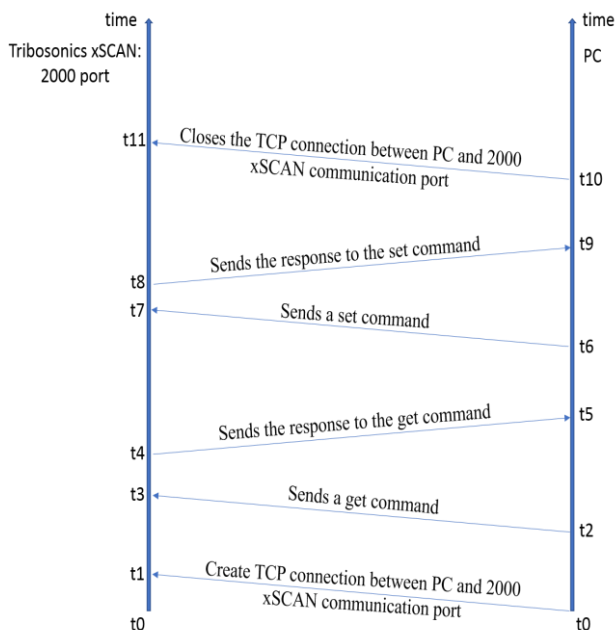 time
time
Tribosonics xSCAN:
2000 port
PC
t11
Closes the TCP connection between PC and 2000
xSCAN communication port
t10
t9
Sends the response to the set command
t8
t7
Sends a set command
t6
t5
Sends the response to the get command
t4
t3
Sends a get command
t2
t1
Create TCP connection between PC and 2000
xSCAN communication port
t0
t0